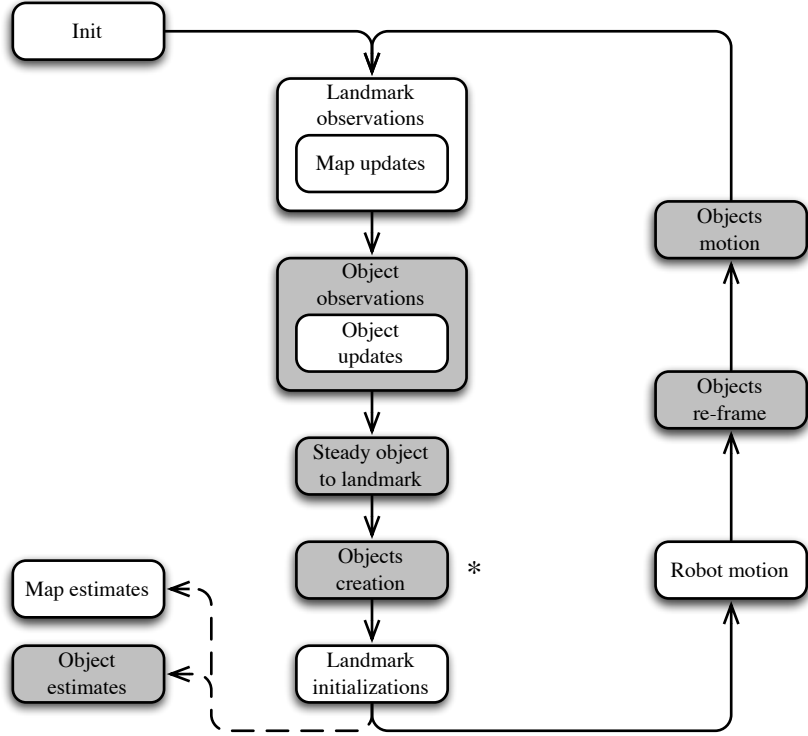 Init
Landmark
observations
Map updates
Object
observations
Object
updates
Steady object
to landmark
Objects
creation
*
Landmark
initializations
Map estimates
Object
estimates
Robot motion
Objects
re-frame
Objects
motion